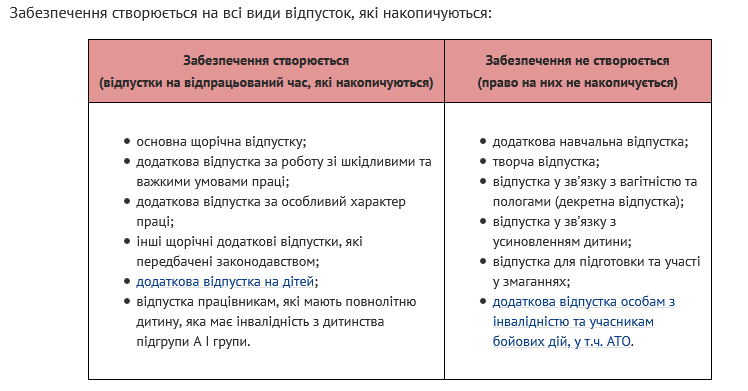 Забезпечення створюється на всі види відпусток, які накопичуються:
Забезпечення створюється
(відпустки на відпрацьований час, які накопичуються)
Забезпечення не створюється
(право на них не накопичується)
основна щорічна відпустку;
додаткова відпустка за роботу зі шкідливими та
важкими умовами праці;
додаткова відпустка за особливий характер
праці;
інші щорічні додаткові відпустки, які
передбачені законодавством;
додаткова відпустка на дітей;
відпустка працівникам, які мають повнолітню
дитину, яка має інвалідність з дитинства
підгрупи А І групи.
додаткова навчальна відпустка;
творча відпустка;
відпустка у зв’язку з вагітністю та
пологами (декретна відпустка);
відпустка у зв’язку з
усиновленням дитини;
відпустка для підготовки та участі
у змаганнях;
додаткова відпустка особам з
інвалідністю та учасникам
бойових дій, у т.ч. АТО.